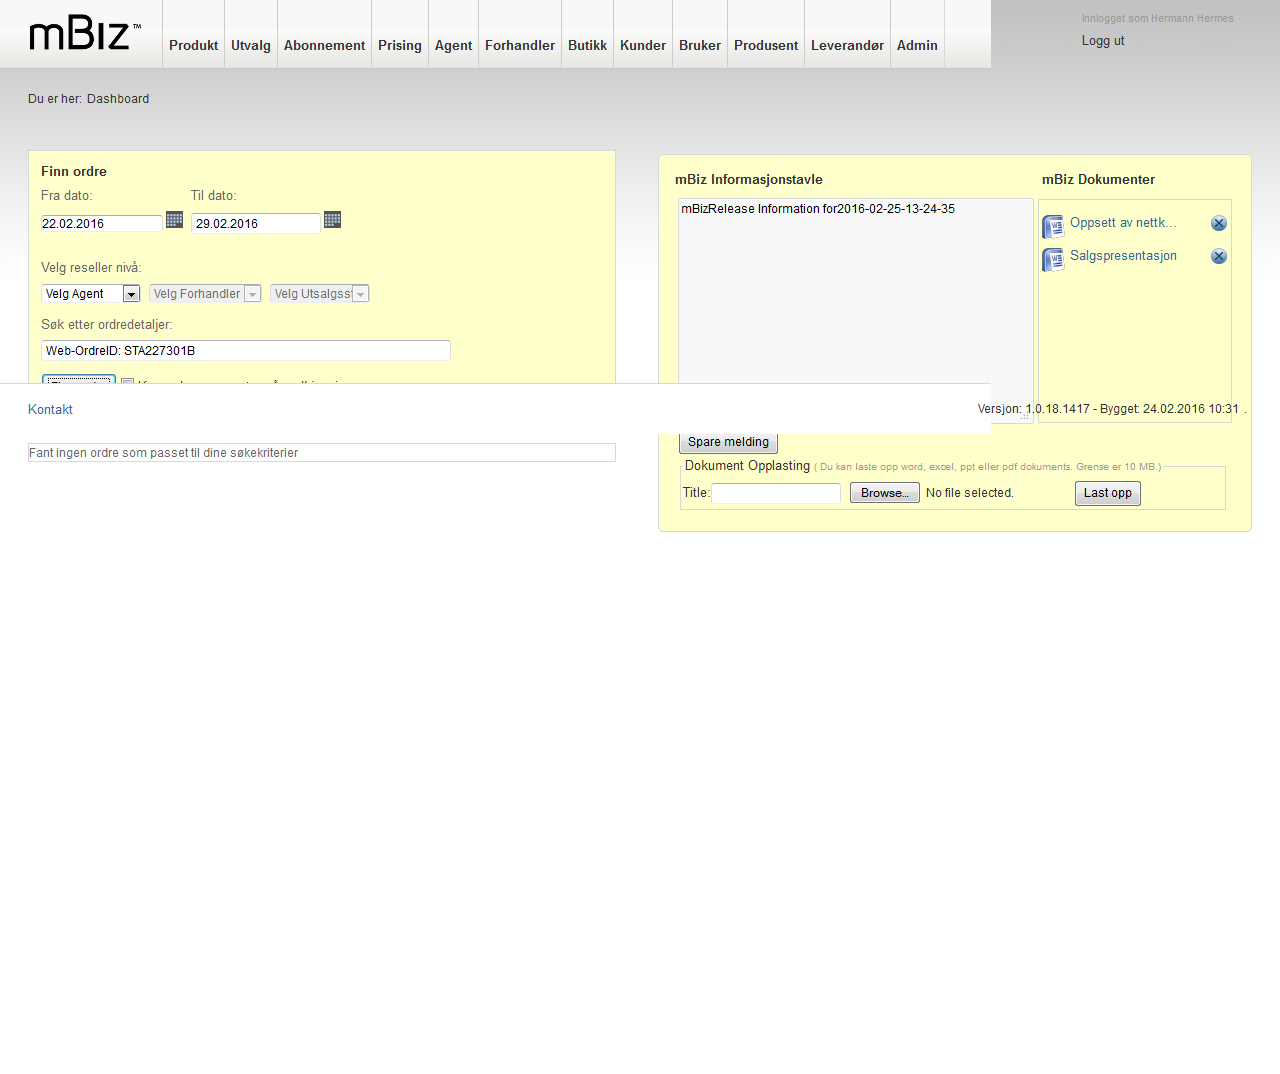 mBiz™
Produkt Utvalg Abonnement Prising Agent Forhandler Butikk Kunder Bruker Produsent Leverandør Admin
Innlogget som Hermann Hermes
Logg ut
Du er her: Dashboard
Finn ordre
Fra dato: Til dato:
22.02.2016 29.02.2016
Velg reseller nivå:
Velg Agent Velg Forhandler Velg Utsalgss
Søk etter ordredetaljer:
Web-OrdreID: STA227301B
mBiz Informasjonstavle
mBizRelease Information for2016-02-25-13-24-35
mBiz Dokumenter
Oppsett av nettk...
Salgspresentasjon
Kontakt
Versjon: 1.0.18.1417 - Bygget: 24.02.2016 10:31 .
Fant ingen ordre som passet til dine søkekriterier
Spare melding
Dokument Opplasting ( Du kan laste opp word, excel, ppt eller pdf dokuments. Grense er 10 MB.)
Title: Browse... No file selected. Last opp